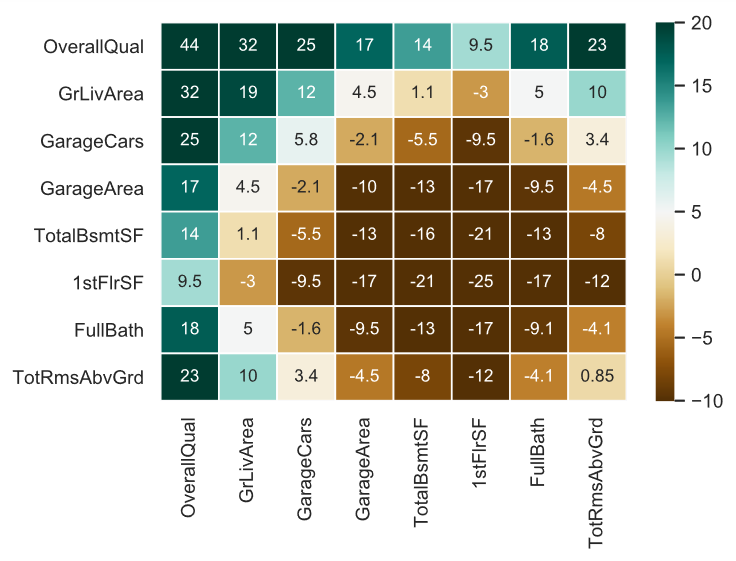 OverallQual 44 32 25 17 14 9.5 18 23
GrLivArea 32 19 12 4.5 1.1 -3 5 10
GarageCars 25 12 5.8 -2.1 -5.5 -9.5 -1.6 3.4
GarageArea 17 4.5 -2.1 -10 -13 -17 -9.5 -4.5
TotalBsmtSF 14 1.1 -5.5 -13 -16 -21 -13 -8
1stFlrSF 9.5 -3 -9.5 -17 -21 -25 -17 -12
FullBath 18 5 -1.6 -9.5 -13 -17 -9.1 -4.1
TotRmsAbvGrd 23 10 3.4 -4.5 -8 -12 -4.1 0.85
OverallQual
GrLivArea
GarageCars
GarageArea
TotalBsmtSF
1stFlrSF
FullBath
TotRmsAbvGrd
20
15
10
5
0
−5
−10